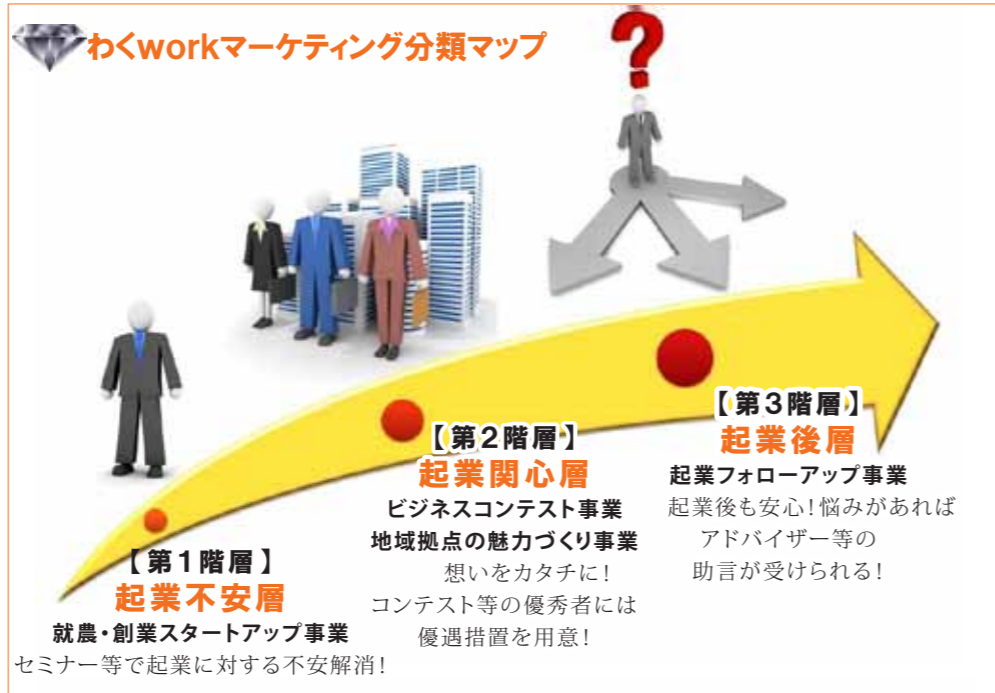 わくworkマーケティング分類マップ
?
【第1階層】
起業不安層
就農・創業スタートアップ事業
セミナー等で起業に対する不安解消!
【第2階層】
起業関心層
ビジネスコンテスト事業
地域拠点の魅力づくり事業
想いをカタチに!
コンテスト等の優秀者には
優遇措置を用意!
【第3階層】
起業後層
起業フォローアップ事業
起業後も安心!悩みがあれば
アドバイザー等の
助言が受けられる!